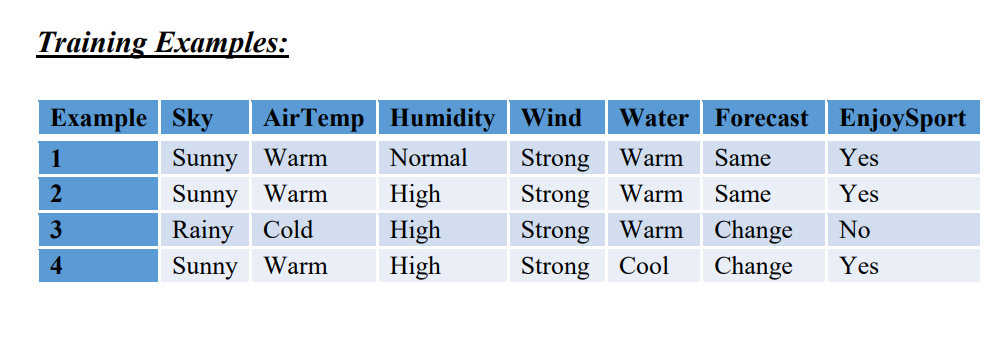 Training Examples:
Example Sky AirTemp Humidity Wind Water Forecast EnjoySport
1 Sunny Warm Normal Strong Warm Same Yes
2 Sunny Warm High Strong Warm Same Yes
3 Rainy Cold High Strong Warm Change No
4 Sunny Warm High Strong Cool Change Yes